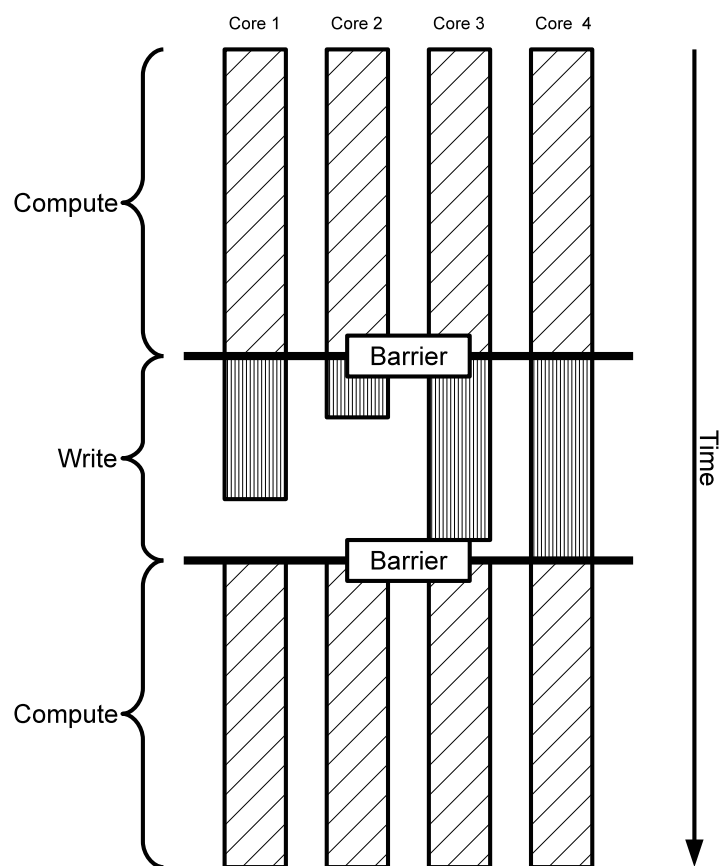 Core 1
Core 2
Core 3
Core 4
Compute
Barrier
Write
Time
Barrier
Compute